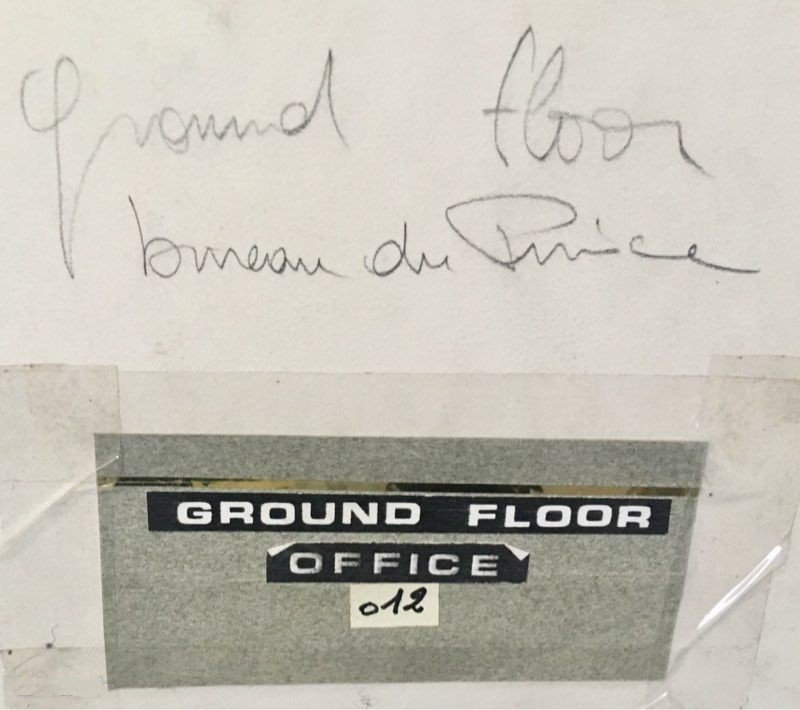 Ground floor
bureau du Prince
GROUND FLOOR
OFFICE
012